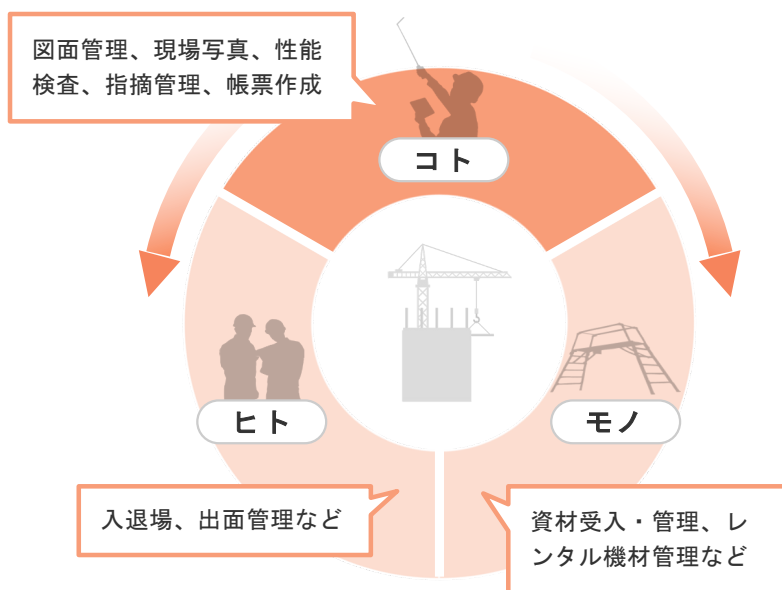 図面管理、現場写真、性能
検査、指摘管理、帳票作成
コト
ヒト
モノ
入退場、出面管理など
資材受入・管理、レ
ンタル機材管理など